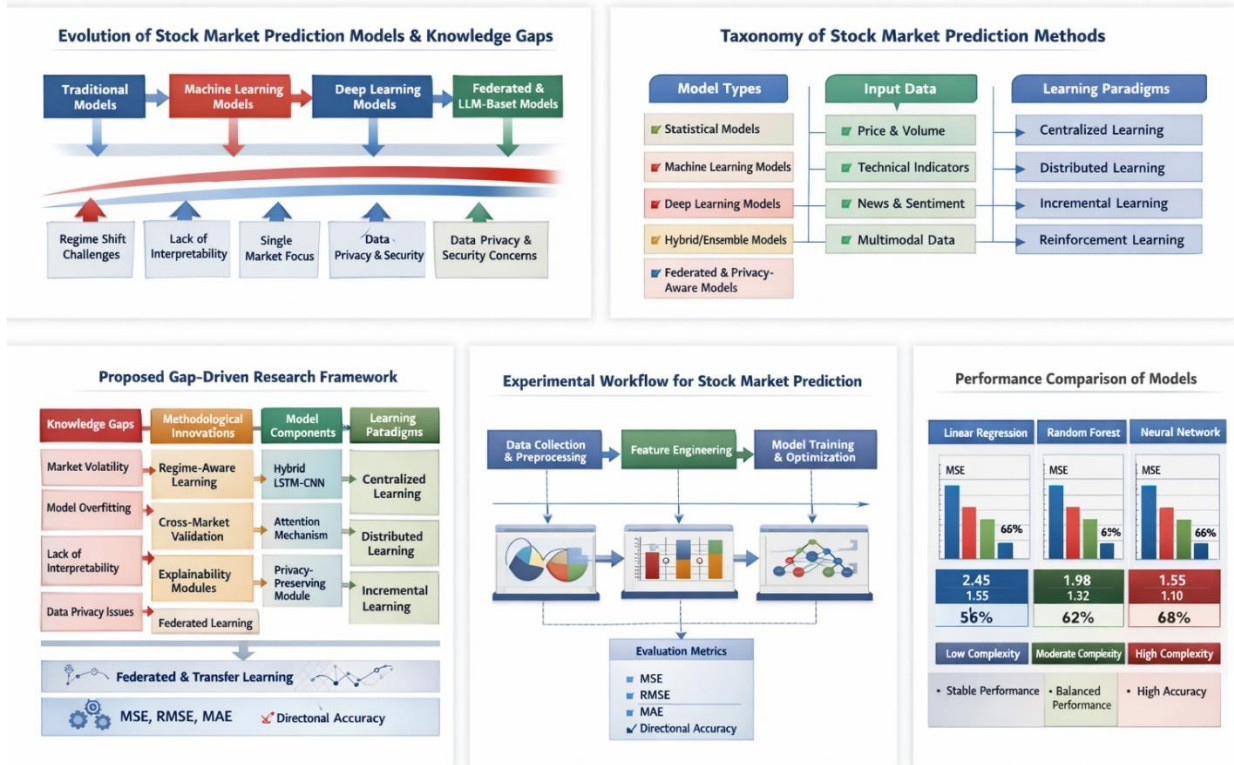 Evolution of Stock Market Prediction Models & Knowledge Gaps
Traditional
Models
Machine Learning
Models
Deep Learning
Models
Federated &
LLM-Baset Models
Regime Shift
Challenges
Lack of
Interpretability
Single
Market Focus
Data
Privacy & Security
Data Privacy &
Security Concerns
Taxonomy of Stock Market Prediction Methods
Model Types
Input Data
Learning Paradigms
Statistical Models
Price & Volume
Centralized Learning
Machine Learning Models
Technical Indicators
Distributed Learning
Deep Learning Models
News & Sentiment
Incremental Learning
Hybrid/Ensemble Models
Multimodal Data
Reinforcement Learning
Federated & Privacy-
Aware Models
Proposed Gap-Driven Research Framework
Knowledge Gaps
Methodological
Innovations
Model
Components
Learning
Paradigms
Market Volatility
Model Overfitting
Lack of
Interpretability
Data Privacy Issues
Regime-Aware
Learning
Cross-Market
Validation
Explainability
Modules
Federated Learning
Hybrid
LSTM-CNN
Attention
Mechanism
Privacy-
Preserving
Module
Centralized
Learning
Distributed
Learning
Incremental
Learning
Federated & Transfer Learning
MSE, RMSE, MAE
Directonal Accuracy
Experimental Workflow for Stock Market Prediction
Data Collection
& Preprocessing
Feature Engineering
Model Training
& Optimization
Evaluation Metrics
MSE
RMSE
MAE
Directional Accuracy
Performance Comparison of Models
Linear Regression
Random Forest
Neural Network
MSE
MSE
MSE
66%
66%
2.45
1.55
56%
1.98
1.32
62%
1.55
1.10
68%
Low Complexity
Moderate Complexity
High Complexity
• Stable Performance
• Balanced
Performance
• High Accuracy